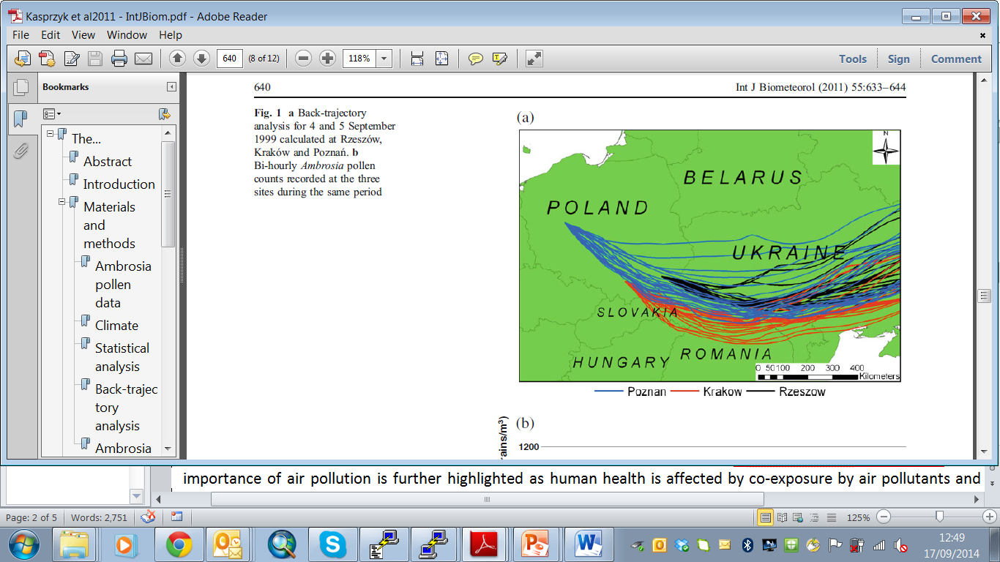 Kasprzyk et al2011 - IntJBiom.pdf - Adobe Reader
File Edit View Window Help
640 (8 of 12) 118% Tools Sign Comment
Bookmarks
The...
Abstract
Introduction
Materials
and
methods
Ambrosia
pollen
data
Climate
Statistical
analysis
Back-trajec
tory
analysis
Ambrosia
640 Int J Biometeorol (2011) 55:633–644
Fig. 1 a Back-trajectory
analysis for 4 and 5 September
1999 calculated at Rzeszów,
Kraków and Poznań. b
Bi-hourly Ambrosia pollen
counts recorded at the three
sites during the same period
(a)
N
BELARUS
POLAND
UKRAINE
SLOVAKIA
HUNGARY ROMANIA
0 50 100 200 300 400
Kilometers
Poznan Krakow Rzeszow
(b)
rains/m³)
1200
importance of air pollution is further highlighted as human health is affected by co-exposure by air pollutants and
Page: 2 of 5 Words: 2,751 125%
12:49
17/09/2014